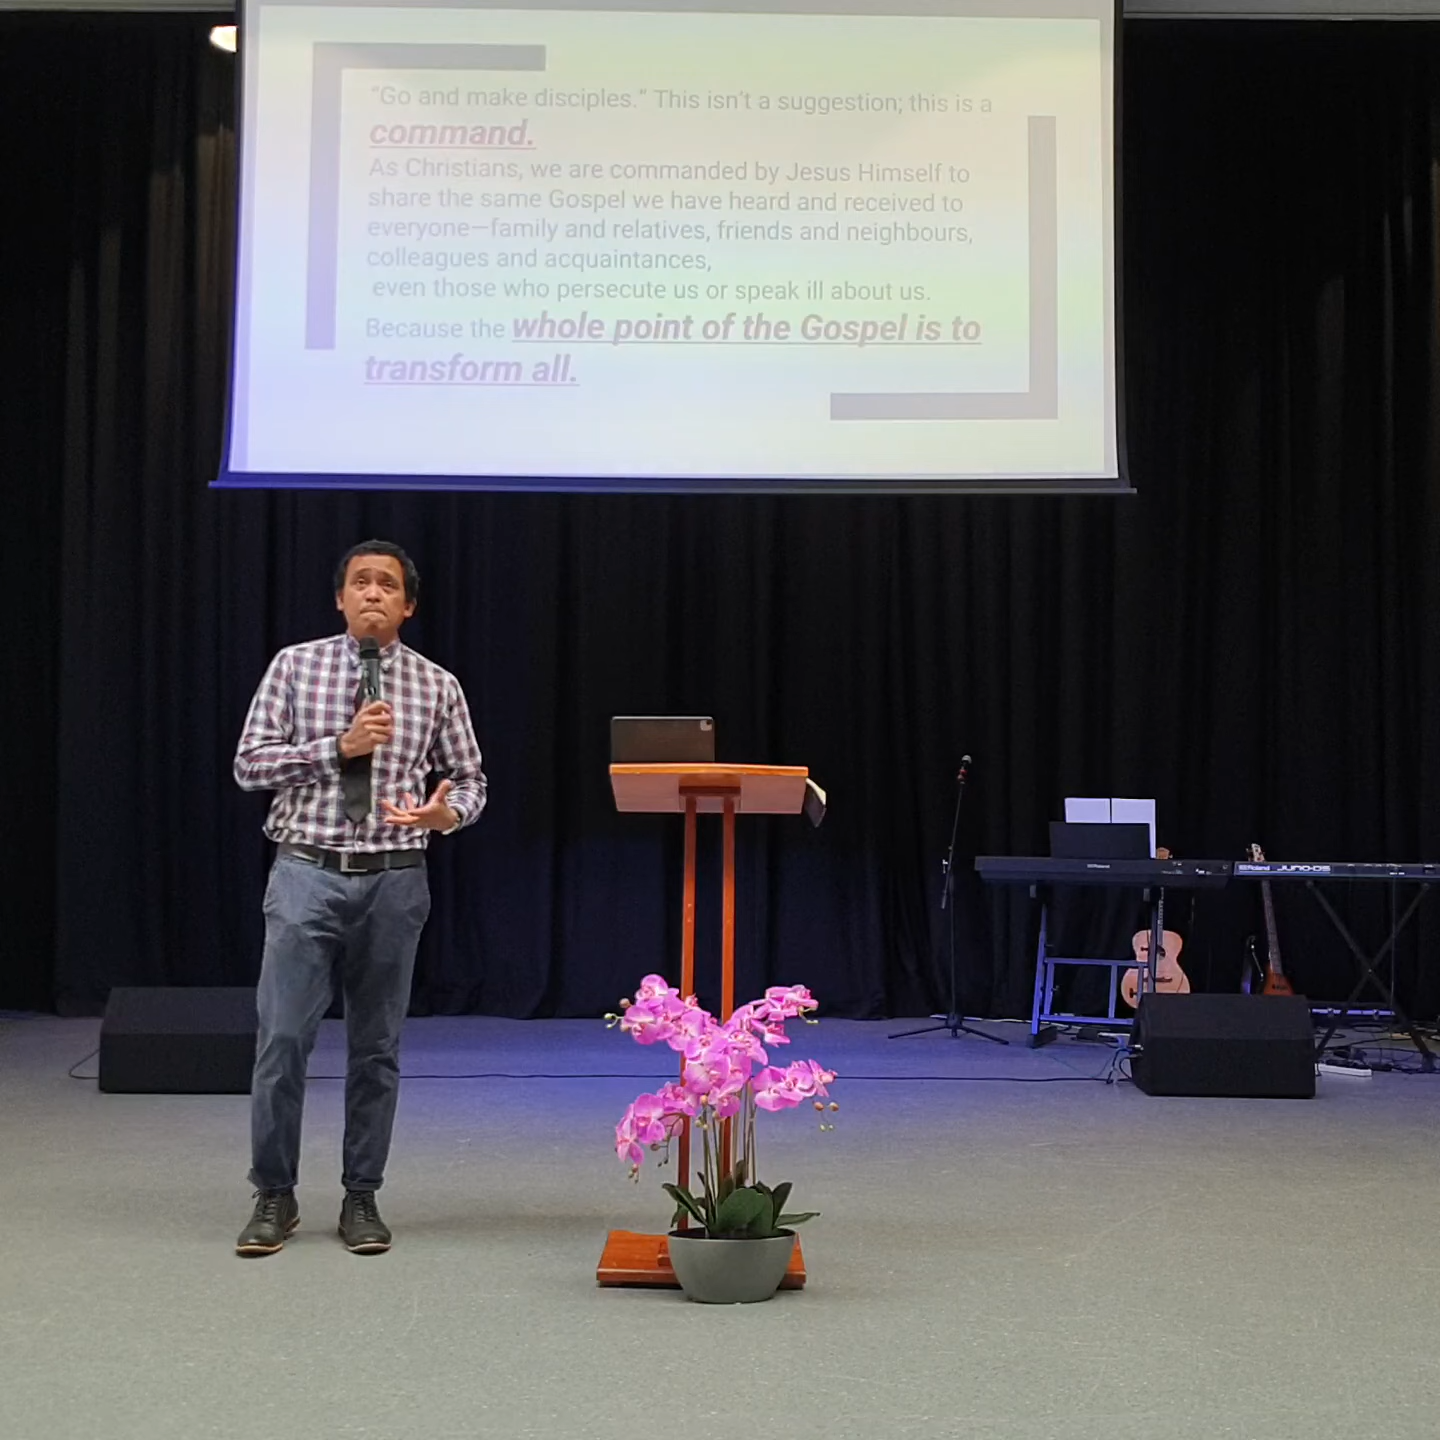 "Go and make disciples." This isn't a suggestion; this is a
command.
As Christians, we are commanded by Jesus Himself to
share the same Gospel we have heard and received to
everyone—family and relatives, friends and neighbours,
colleagues and acquaintances,
even those who persecute us or speak ill about us.
Because the whole point of the Gospel is to
transform all.
Roland
Roland JUNO-DS